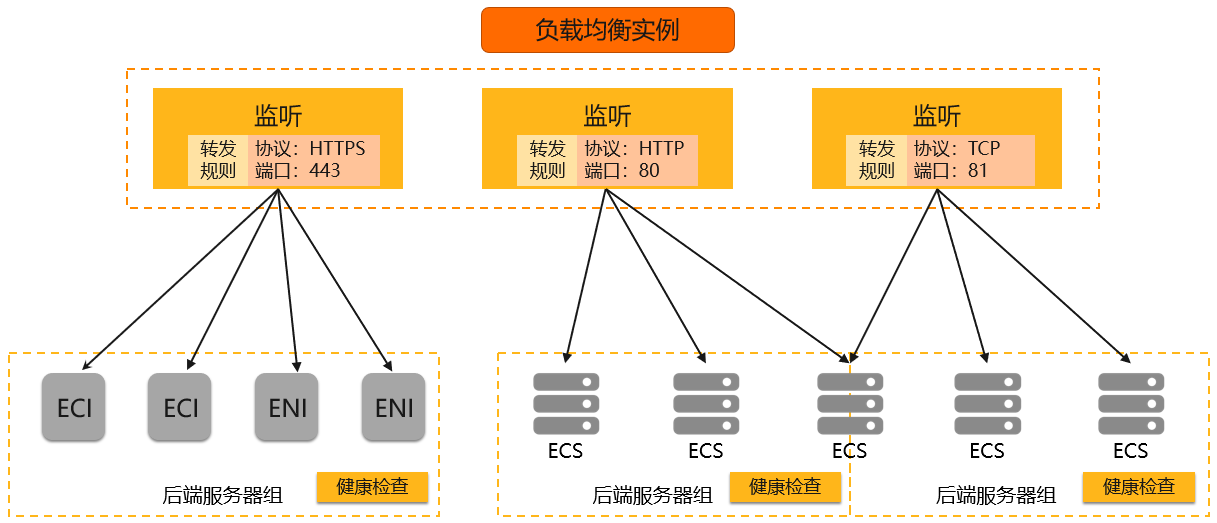 负载均衡实例
监听
转发
规则
协议：HTTPS
端口：443
监听
转发
规则
协议：HTTP
端口：80
监听
转发
规则
协议：TCP
端口：81
ECI
ECI
ENI
ENI
后端服务器组
健康检查
ECS
ECS
ECS
ECS
ECS
后端服务器组
健康检查
后端服务器组
健康检查